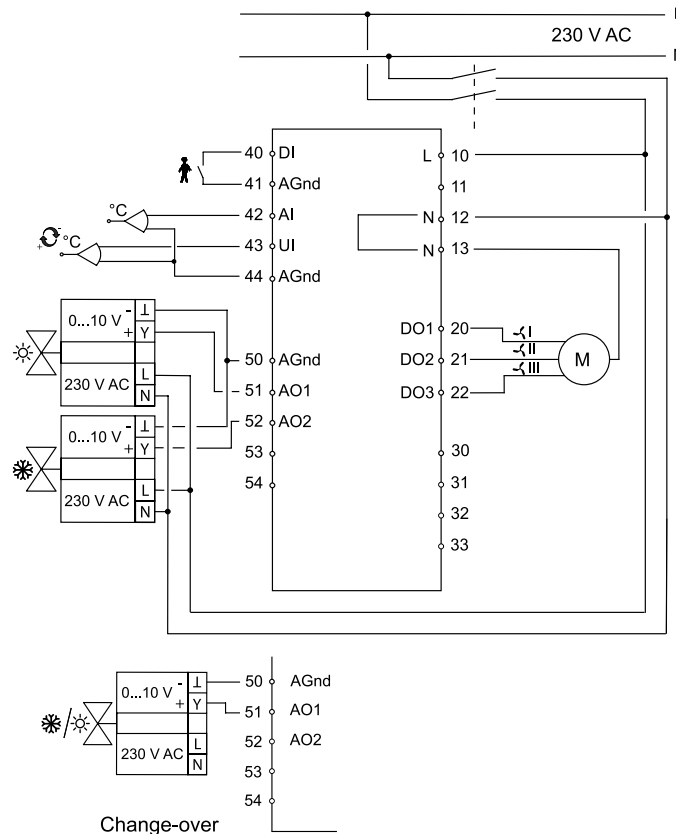 230 V AC
40 DI L 10
41 AGnd 11
°C 42 AI N 12
°C 43 UI N 13
44 AGnd
0...10 V - ⊥
+ Y
DO1 20 I
50 AGnd DO2 21 II M
230 V AC L
N
51 AO1 DO3 22 III
0...10 V - ⊥
+ Y
52 AO2
53 30
230 V AC L
N
54 31
32
33
0...10 V - ⊥ 50 AGnd
+ Y 51 AO1
230 V AC L 52 AO2
N
53
54
Change-over